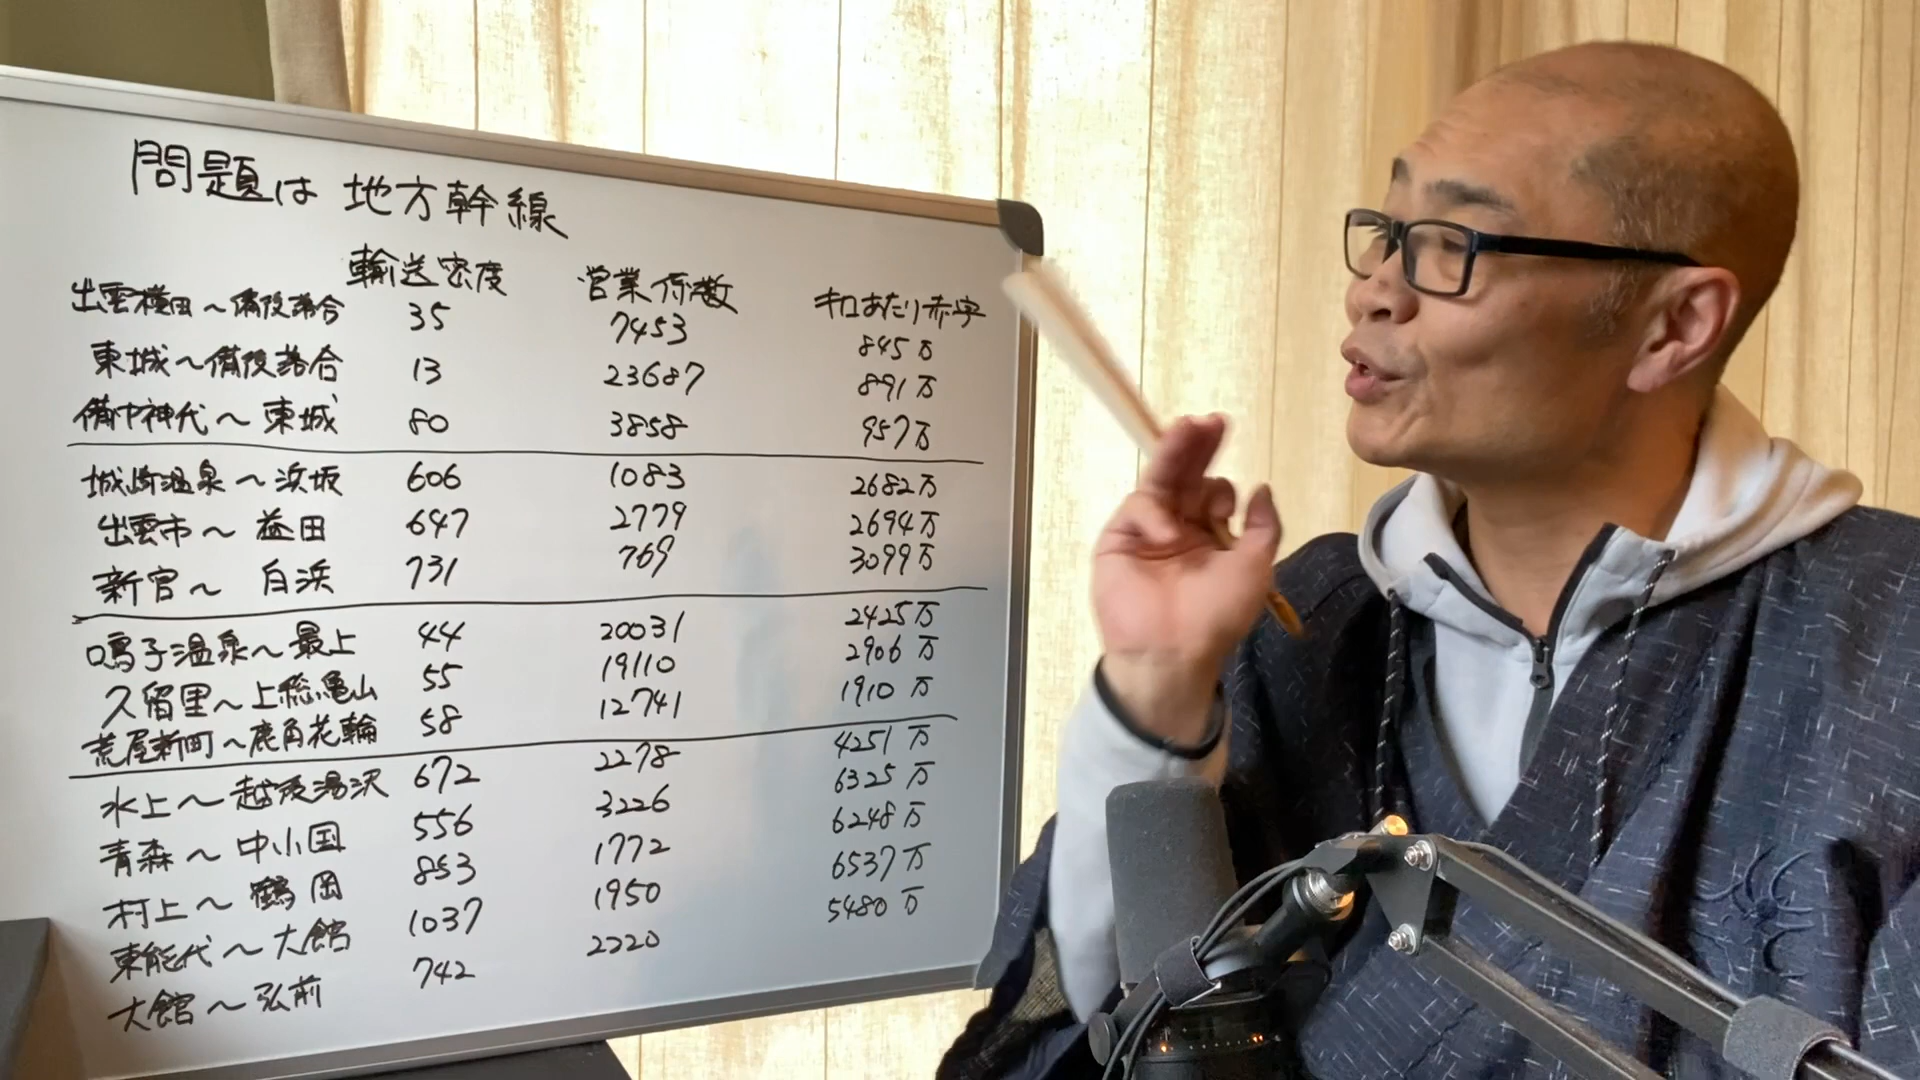 問題は 地方幹線
輸送密度 営業係数 キロあたり赤字
出雲横田〜備後落合 35 7453 845万
東城〜備後落合 13 23687 891万
備中神代〜東城 80 3858 957万
城崎温泉〜浜坂 606 1083 2682万
出雲市〜益田 647 2779 2694万
新宮〜白浜 731 769 3099万
鳴子温泉〜最上 44 20031 2425万
久留里〜上総亀山 55 19110 2906万
荒屋新町〜鹿角花輪 58 12741 1910万
水上〜越後湯沢 672 2278 4251万
青森〜中小国 556 3226 6325万
村上〜鶴岡 853 1772 6248万
東能代〜大館 1037 1950 6537万
大館〜弘前 742 2220 5480万